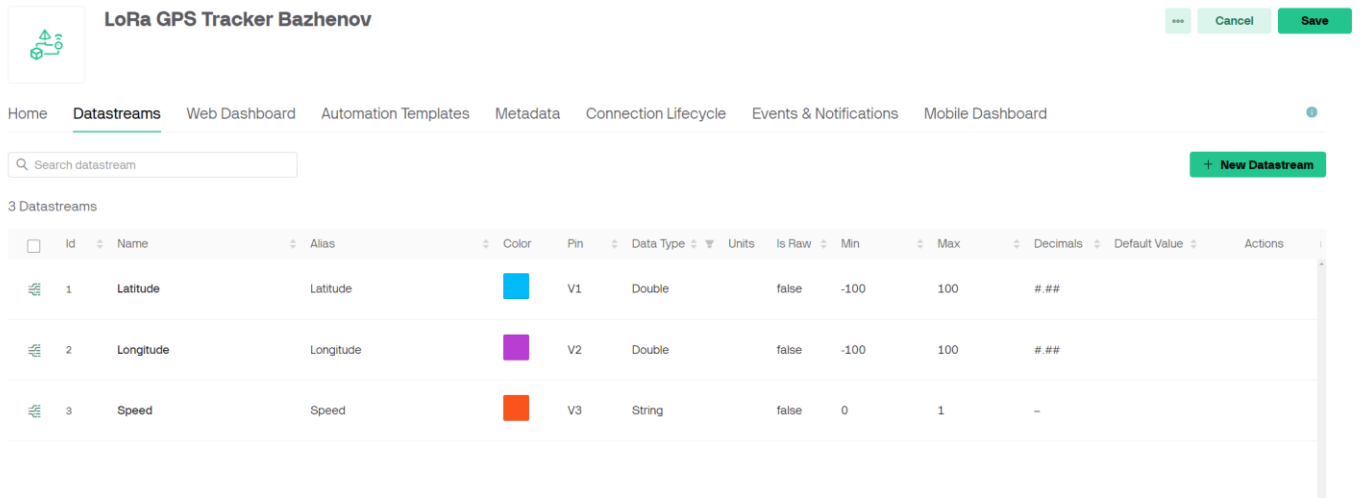 LoRa GPS Tracker Bazhenov
Cancel Save
Home Datastreams Web Dashboard Automation Templates Metadata Connection Lifecycle Events & Notifications Mobile Dashboard
Search datastream
+ New Datastream
3 Datastreams
Id Name Alias Color Pin Data Type Units Is Raw Min Max Decimals Default Value Actions
1 Latitude Latitude V1 Double false -100 100 #.##
2 Longitude Longitude V2 Double false -100 100 #.##
3 Speed Speed V3 String false 0 1 –